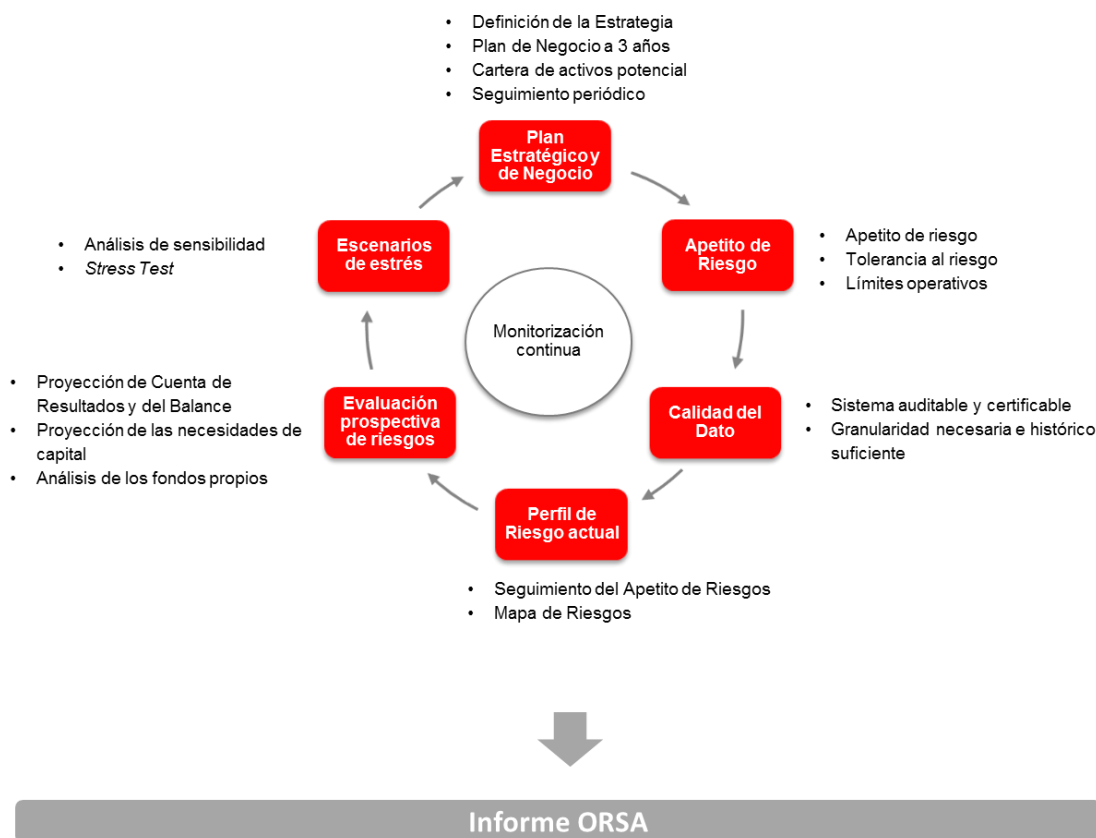 • Definición de la Estrategia
• Plan de Negocio a 3 años
• Cartera de activos potencial
• Seguimiento periódico
Plan
Estratégico y
de Negocio
Apetito de
Riesgo
• Apetito de riesgo
• Tolerancia al riesgo
• Límites operativos
Calidad del
Dato
• Sistema auditable y certificable
• Granularidad necesaria e histórico
suficiente
Perfil de
Riesgo actual
• Seguimiento del Apetito de Riesgos
• Mapa de Riesgos
Evaluación
prospectiva
de riesgos
• Proyección de Cuenta de
Resultados y del Balance
• Proyección de las necesidades de
capital
• Análisis de los fondos propios
Escenarios
de estrés
• Análisis de sensibilidad
• Stress Test
Monitorización
continua
Informe ORSA